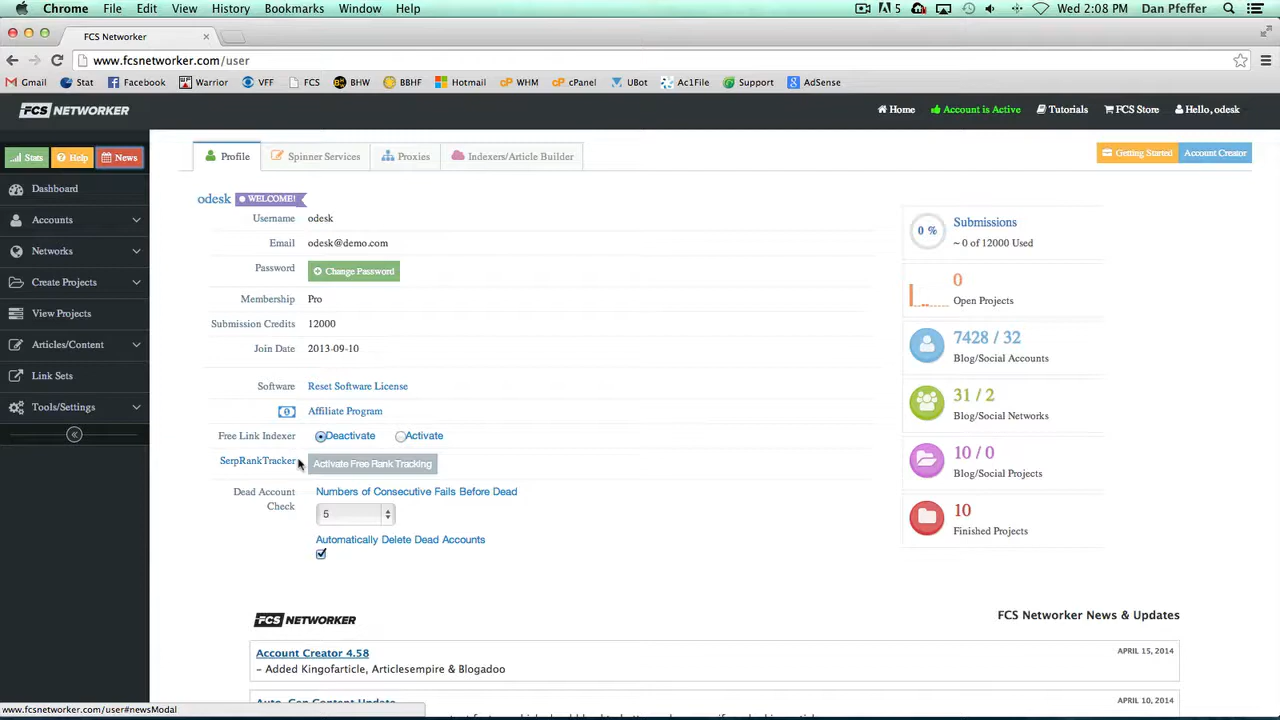 Chrome File Edit View History Bookmarks Window Help 5 Wed 2:08 PM Dan Pfeffer
FCS Networker
www.fcsnetworker.com/user
Gmail Stat Facebook Warrior VFF FCS BHW BBHF Hotmail WHM cPanel UBot Ac1File Support AdSense
FCS NETWORKER Home Account is Active Tutorials FCS Store Hello, odesk
Stats Help News
Dashboard
Accounts
Networks
Create Projects
View Projects
Articles/Content
Link Sets
Tools/Settings
Profile Spinner Services Proxies Indexers/Article Builder
Getting Started Account Creator
odesk WELCOME!
Username odesk
Email odesk@demo.com
Password Change Password
Membership Pro
Submission Credits 12000
Join Date 2013-09-10
Software Reset Software License
Affiliate Program
Free Link Indexer Deactivate Activate
SerpRankTracker Activate Free Rank Tracking
Dead Account Check
Numbers of Consecutive Fails Before Dead
5
Automatically Delete Dead Accounts
0 % Submissions
~ 0 of 12000 Used
0
Open Projects
7428 / 32
Blog/Social Accounts
31 / 2
Blog/Social Networks
10 / 0
Blog/Social Projects
10
Finished Projects
FCS NETWORKER FCS Networker News & Updates
Account Creator 4.58 APRIL 15, 2014
– Added Kingofarticle, Articlesempire & Blogadoo
Auto-Gen Content Update APRIL 10, 2014
www.fcsnetworker.com/user#newsModal